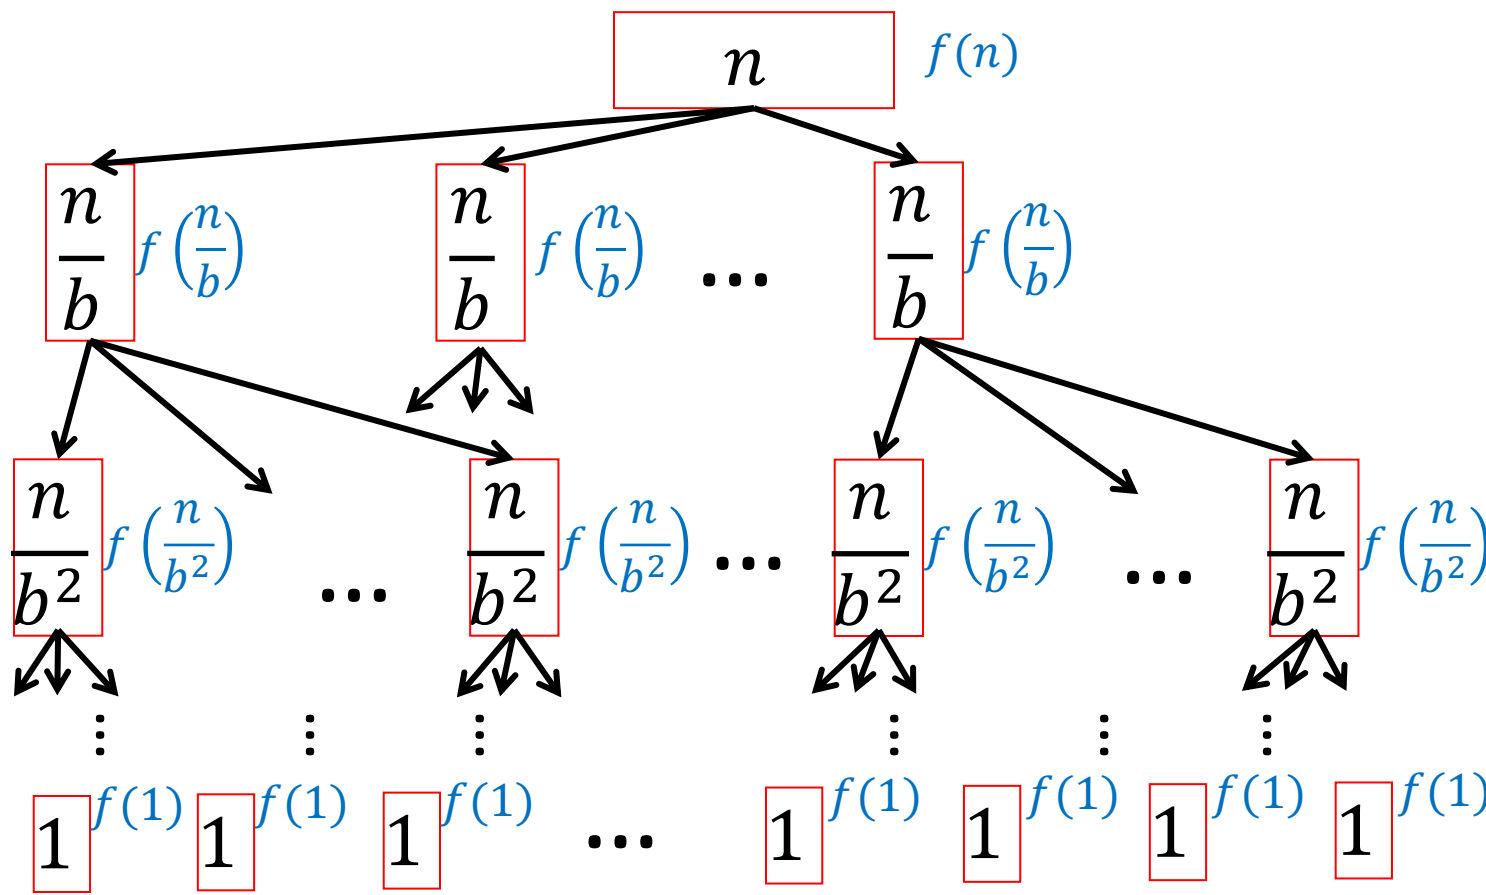 n f(n)
n/b f(n/b) n/b f(n/b) ... n/b f(n/b)
n/b² f(n/b²) ... n/b² f(n/b²) ... n/b² f(n/b²) ... n/b² f(n/b²)
⋮ ⋮ ⋮ ⋮ ⋮ ⋮
1 f(1) 1 f(1) 1 f(1) ... 1 f(1) 1 f(1) 1 f(1) 1 f(1)